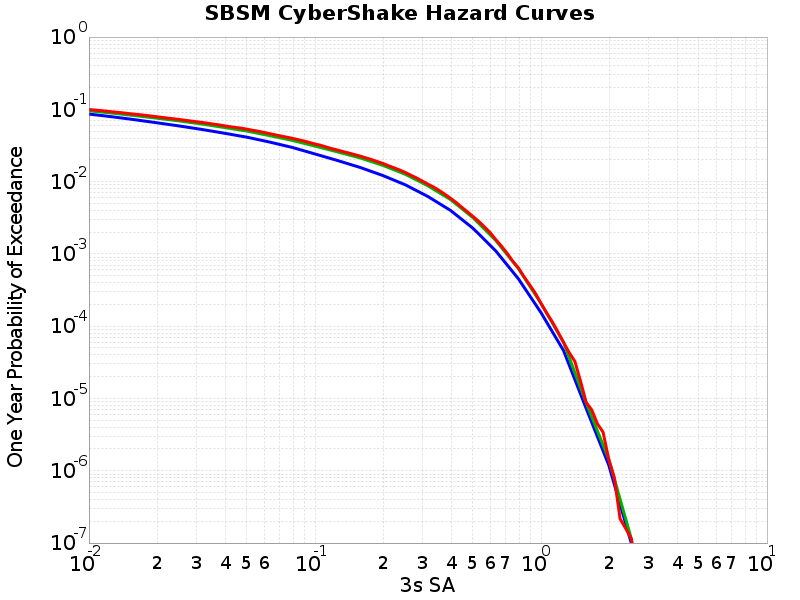 SBSM CyberShake Hazard Curves
One Year Probability of Exceedance
10^0
10^-1
10^-2
10^-3
10^-4
10^-5
10^-6
10^-7
10^-2 2 3 4 5 6 10^-1 2 3 4 5 6 7 10^0 2 3 4 5 6 7 10^1
3s SA